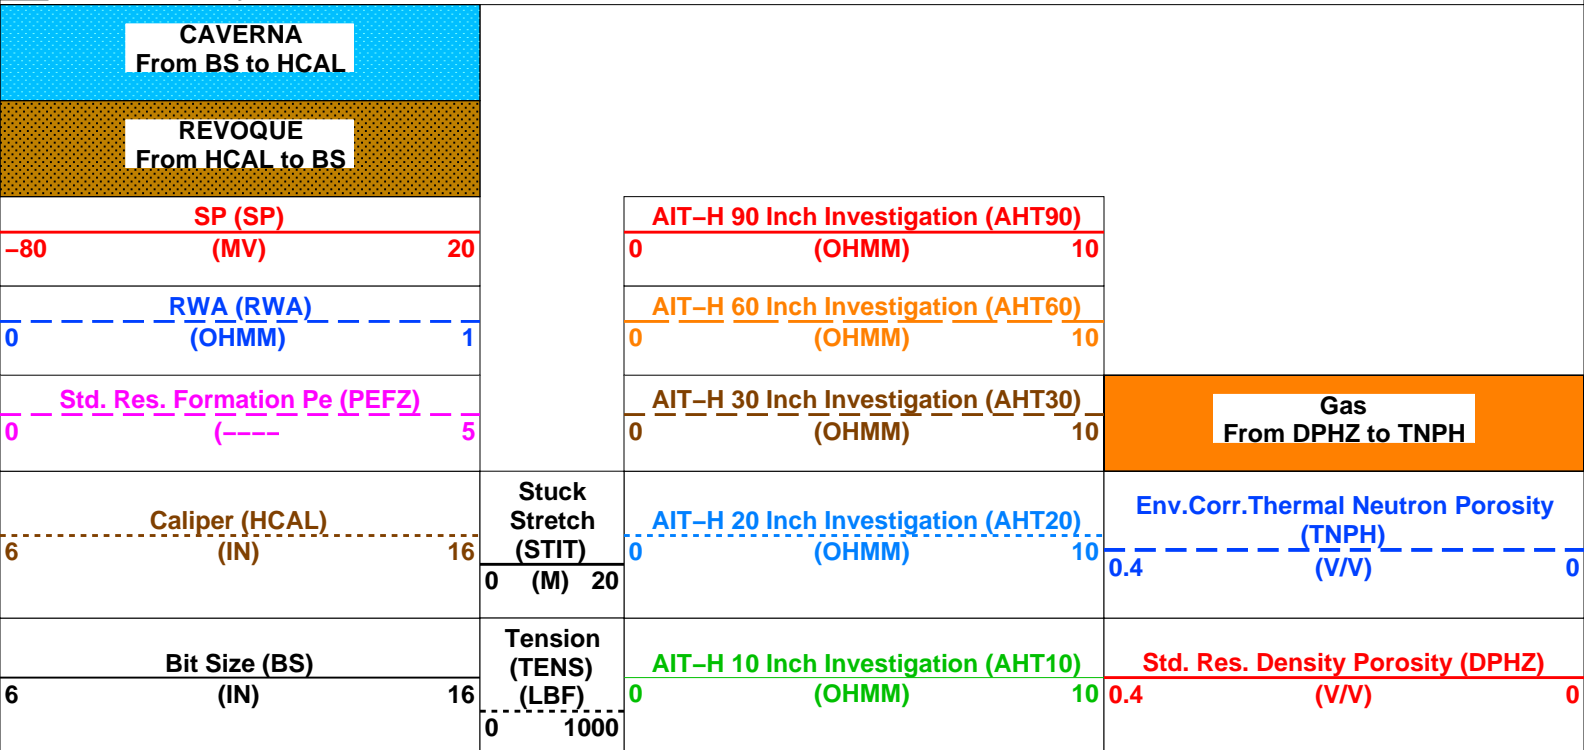 CAVERNA
From BS to HCAL
REVOQUE
From HCAL to BS
SP (SP)
−80 (MV) 20
RWA (RWA)
0 (OHMM) 1
Std. Res. Formation Pe (PEFZ)
0 (−−−− 5
Caliper (HCAL)
6 (IN) 16
Bit Size (BS)
6 (IN) 16
Stuck
Stretch
(STIT)
0 (M) 20
Tension
(TENS)
(LBF)
0 1000
AIT−H 90 Inch Investigation (AHT90)
0 (OHMM) 10
AIT−H 60 Inch Investigation (AHT60)
0 (OHMM) 10
AIT−H 30 Inch Investigation (AHT30)
0 (OHMM) 10
AIT−H 20 Inch Investigation (AHT20)
0 (OHMM) 10
AIT−H 10 Inch Investigation (AHT10)
0 (OHMM) 10
Gas
From DPHZ to TNPH
Env.Corr.Thermal Neutron Porosity
(TNPH)
0.4 (V/V) 0
Std. Res. Density Porosity (DPHZ)
0.4 (V/V) 0